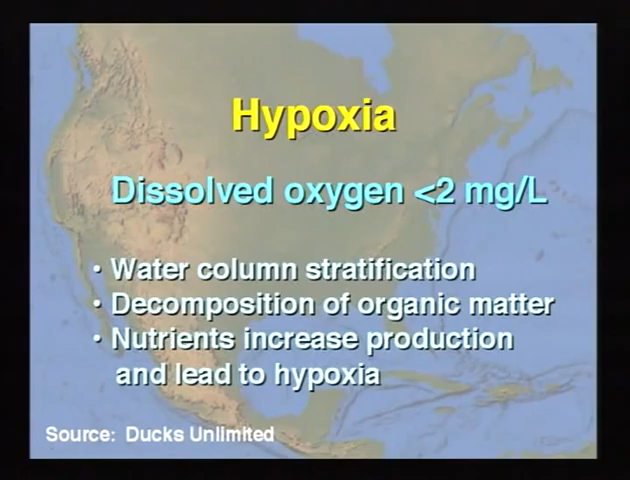 Hypoxia
Dissolved oxygen <2 mg/L
• Water column stratification
• Decomposition of organic matter
• Nutrients increase production
and lead to hypoxia
Source: Ducks Unlimited